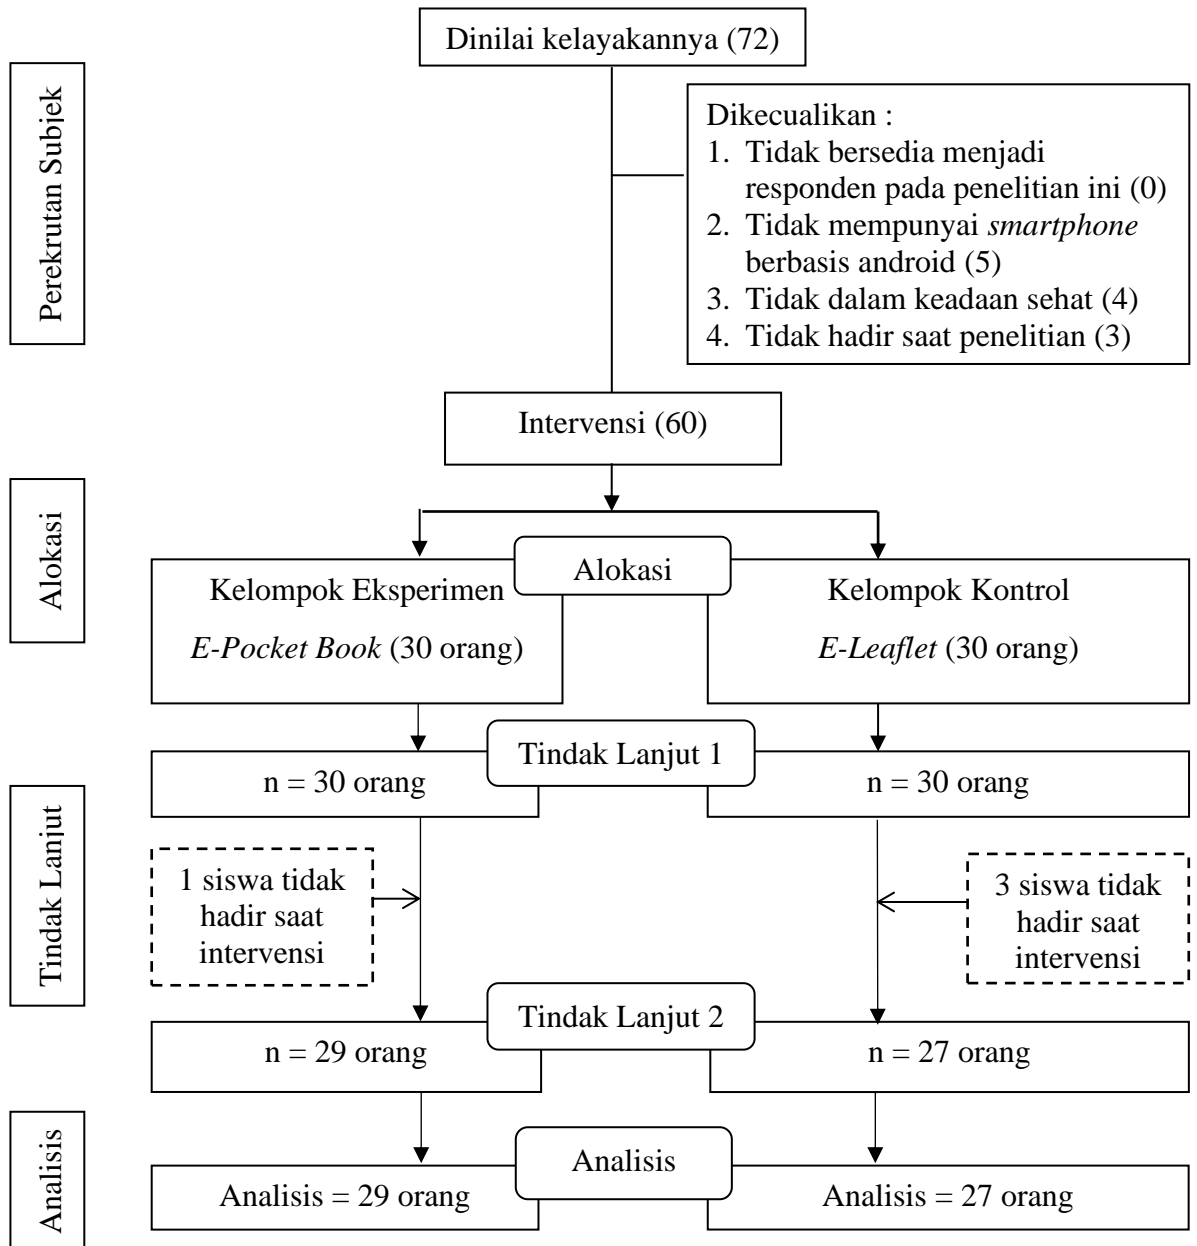 Dinilai kelayakannya (72)
Perekrutan Subjek
Dikecualikan :
1. Tidak bersedia menjadi
responden pada penelitian ini (0)
2. Tidak mempunyai smartphone
berbasis android (5)
3. Tidak dalam keadaan sehat (4)
4. Tidak hadir saat penelitian (3)
Intervensi (60)
Alokasi
Alokasi
Kelompok Eksperimen
E-Pocket Book (30 orang)
Kelompok Kontrol
E-Leaflet (30 orang)
Tindak Lanjut
Tindak Lanjut 1
n = 30 orang
n = 30 orang
1 siswa tidak
hadir saat
intervensi
3 siswa tidak
hadir saat
intervensi
Tindak Lanjut 2
n = 29 orang
n = 27 orang
Analisis
Analisis
Analisis = 29 orang
Analisis = 27 orang